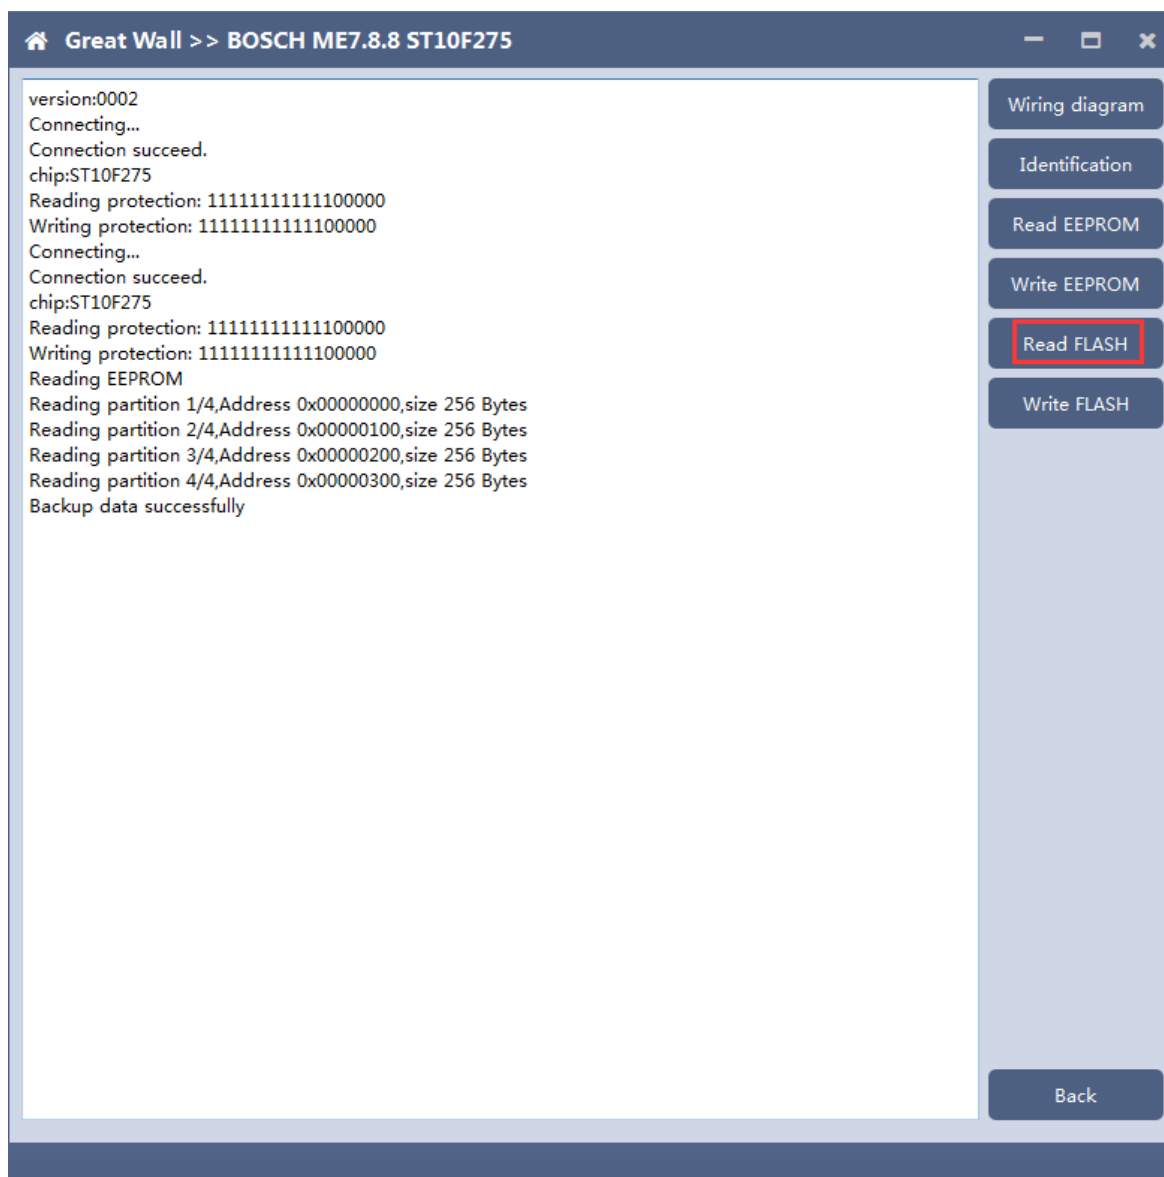 Great Wall >> BOSCH ME7.8.8 ST10F275
version:0002
Connecting...
Connection succeed.
chip:ST10F275
Reading protection: 11111111111100000
Writing protection: 11111111111100000
Connecting...
Connection succeed.
chip:ST10F275
Reading protection: 11111111111100000
Writing protection: 11111111111100000
Reading EEPROM
Reading partition 1/4,Address 0x00000000,size 256 Bytes
Reading partition 2/4,Address 0x00000100,size 256 Bytes
Reading partition 3/4,Address 0x00000200,size 256 Bytes
Reading partition 4/4,Address 0x00000300,size 256 Bytes
Backup data successfully
Wiring diagram
Identification
Read EEPROM
Write EEPROM
Read FLASH
Write FLASH
Back